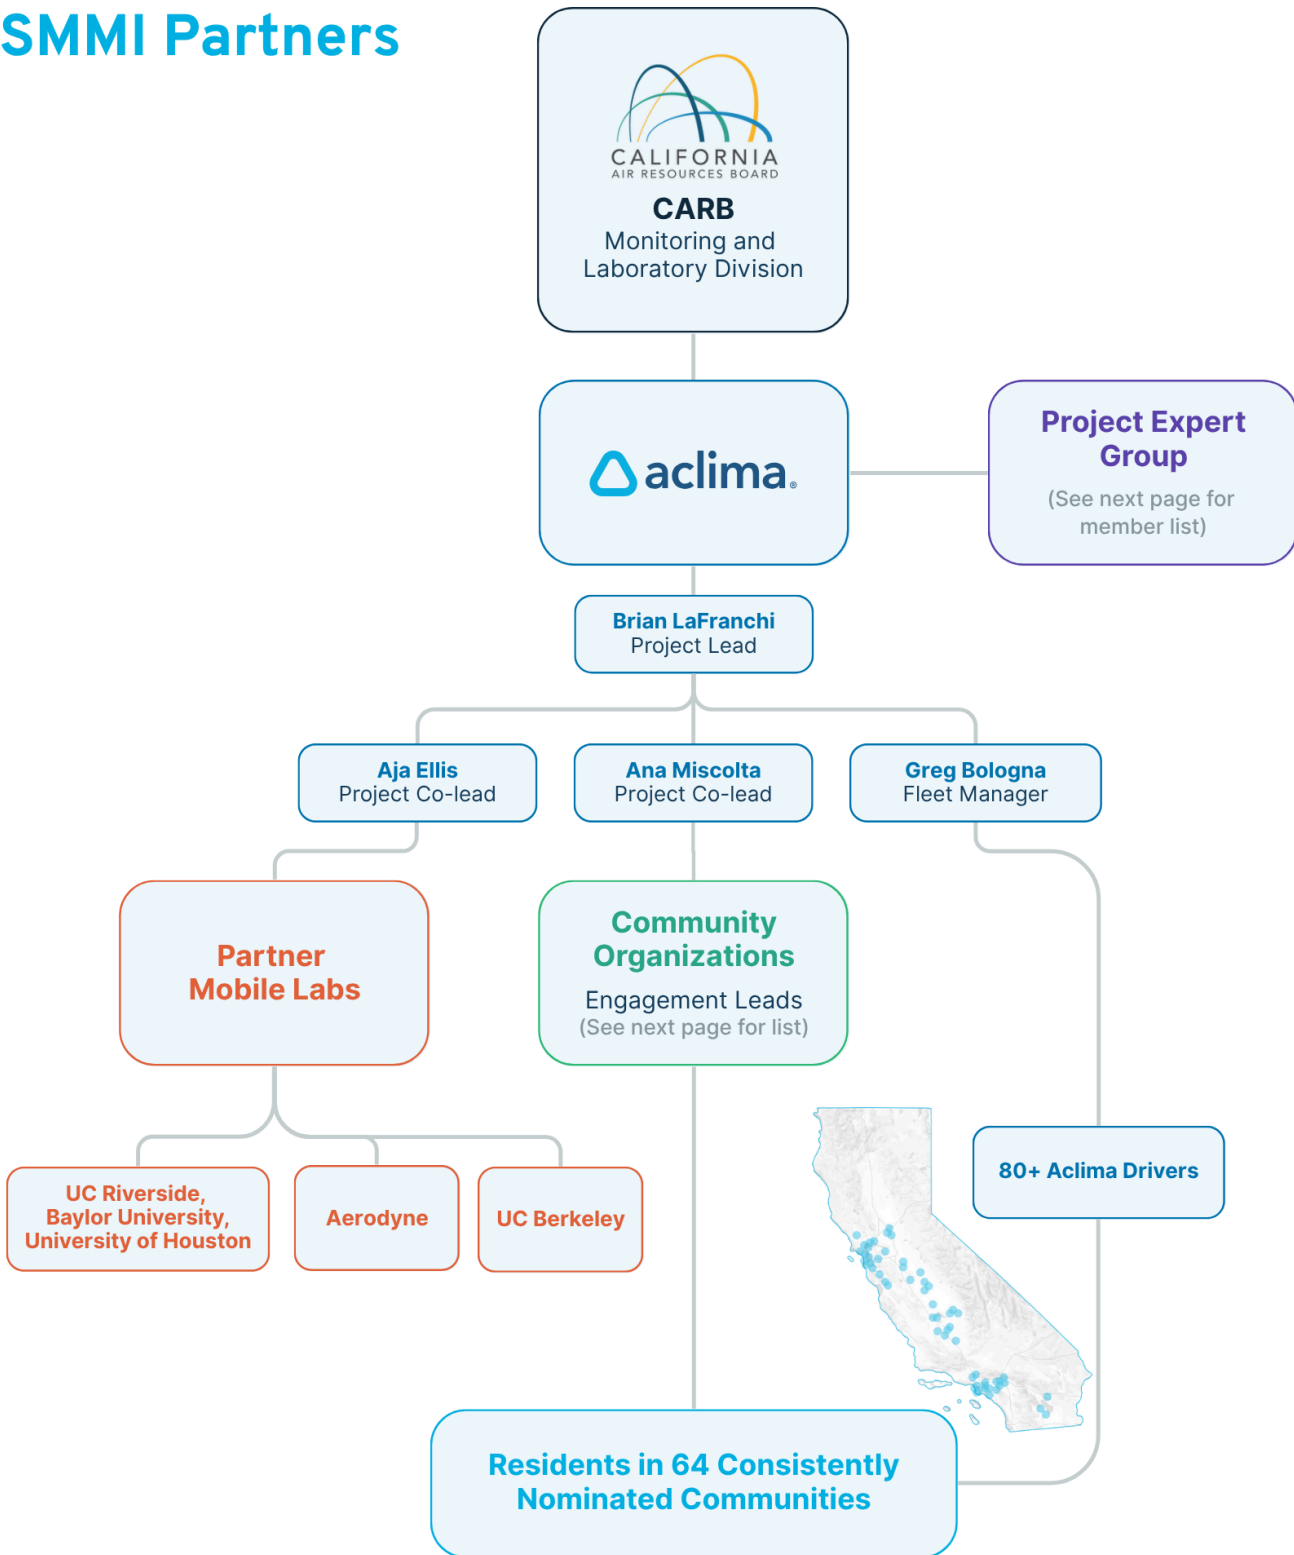 SMMI Partners
CALIFORNIA
AIR RESOURCES BOARD
CARB
Monitoring and
Laboratory Division
aclima®
Project Expert
Group
(See next page for
member list)
Brian LaFranchi
Project Lead
Aja Ellis
Project Co-lead
Ana Miscolta
Project Co-lead
Greg Bologna
Fleet Manager
Partner
Mobile Labs
Community
Organizations
Engagement Leads
(See next page for list)
UC Riverside,
Baylor University,
University of Houston
Aerodyne
UC Berkeley
80+ Aclima Drivers
Residents in 64 Consistently
Nominated Communities